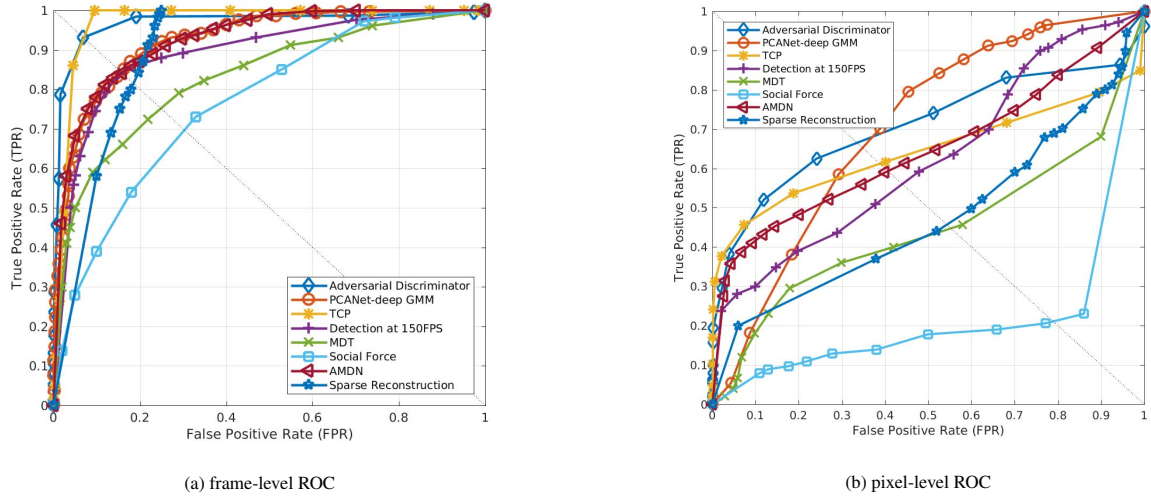 1
0.9
0.8
0.7
0.6
0.5
0.4
0.3
0.2
0.1
0
True Positive Rate (TPR)
Adversarial Discriminator
PCANet-deep GMM
TCP
Detection at 150FPS
MDT
Social Force
AMDN
Sparse Reconstruction
0 0.2 0.4 0.6 0.8 1
False Positive Rate (FPR)
(a) frame-level ROC
1
0.9
0.8
0.7
0.6
0.5
0.4
0.3
0.2
0.1
0
True Positive Rate (TPR)
Adversarial Discriminator
PCANet-deep GMM
TCP
Detection at 150FPS
MDT
Social Force
AMDN
Sparse Reconstruction
0 0.1 0.2 0.3 0.4 0.5 0.6 0.7 0.8 0.9 1
False Positive Rate (FPR)
(b) pixel-level ROC